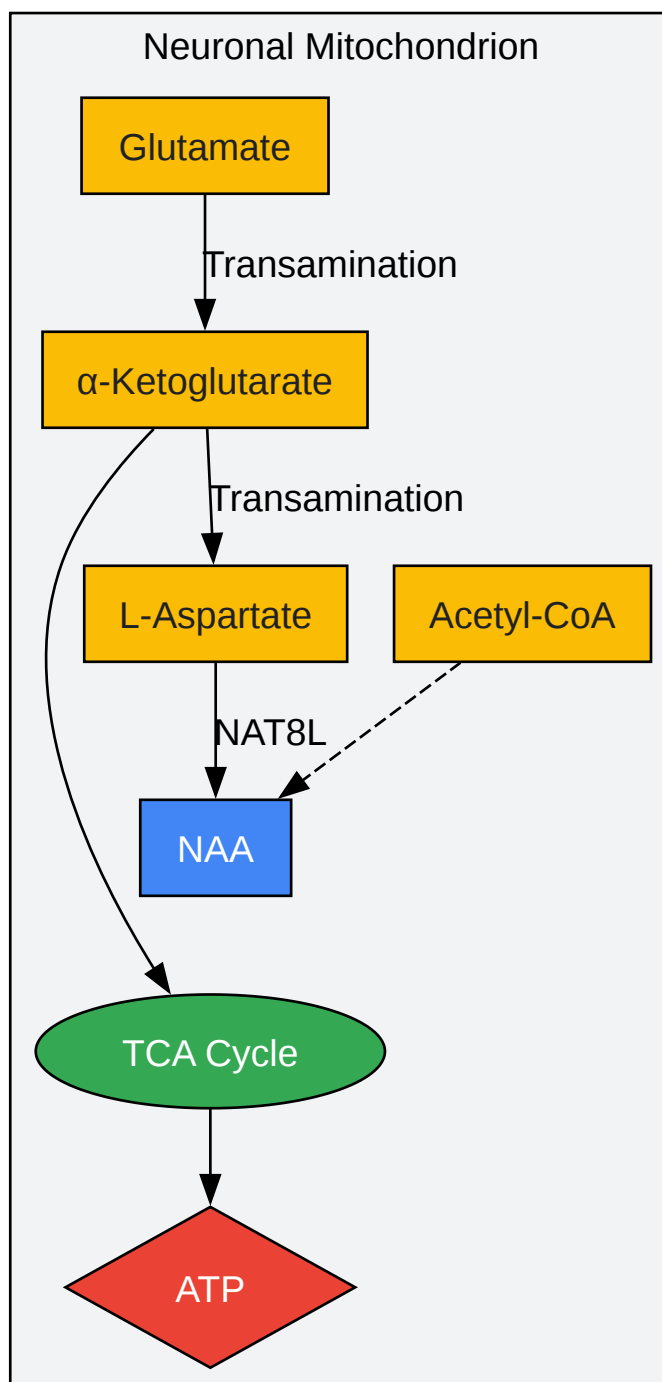 Neuronal Mitochondrion
Glutamate
Transamination
α-Ketoglutarate
Transamination
L-Aspartate
Acetyl-CoA
NAT8L
NAA
TCA Cycle
ATP